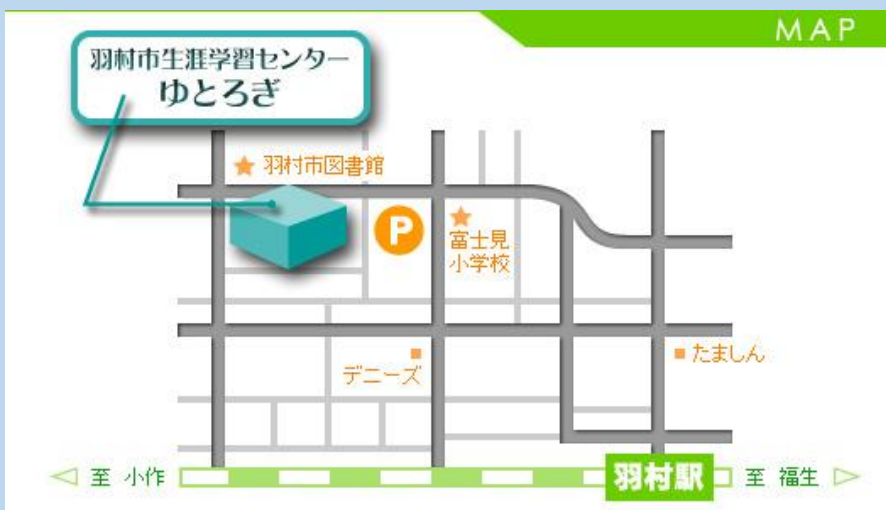 MAP
羽村市生涯学習センター
ゆとろぎ
羽村市図書館
P
富士見
小学校
デニーズ
たましん
至 小作
羽村駅
至 福生